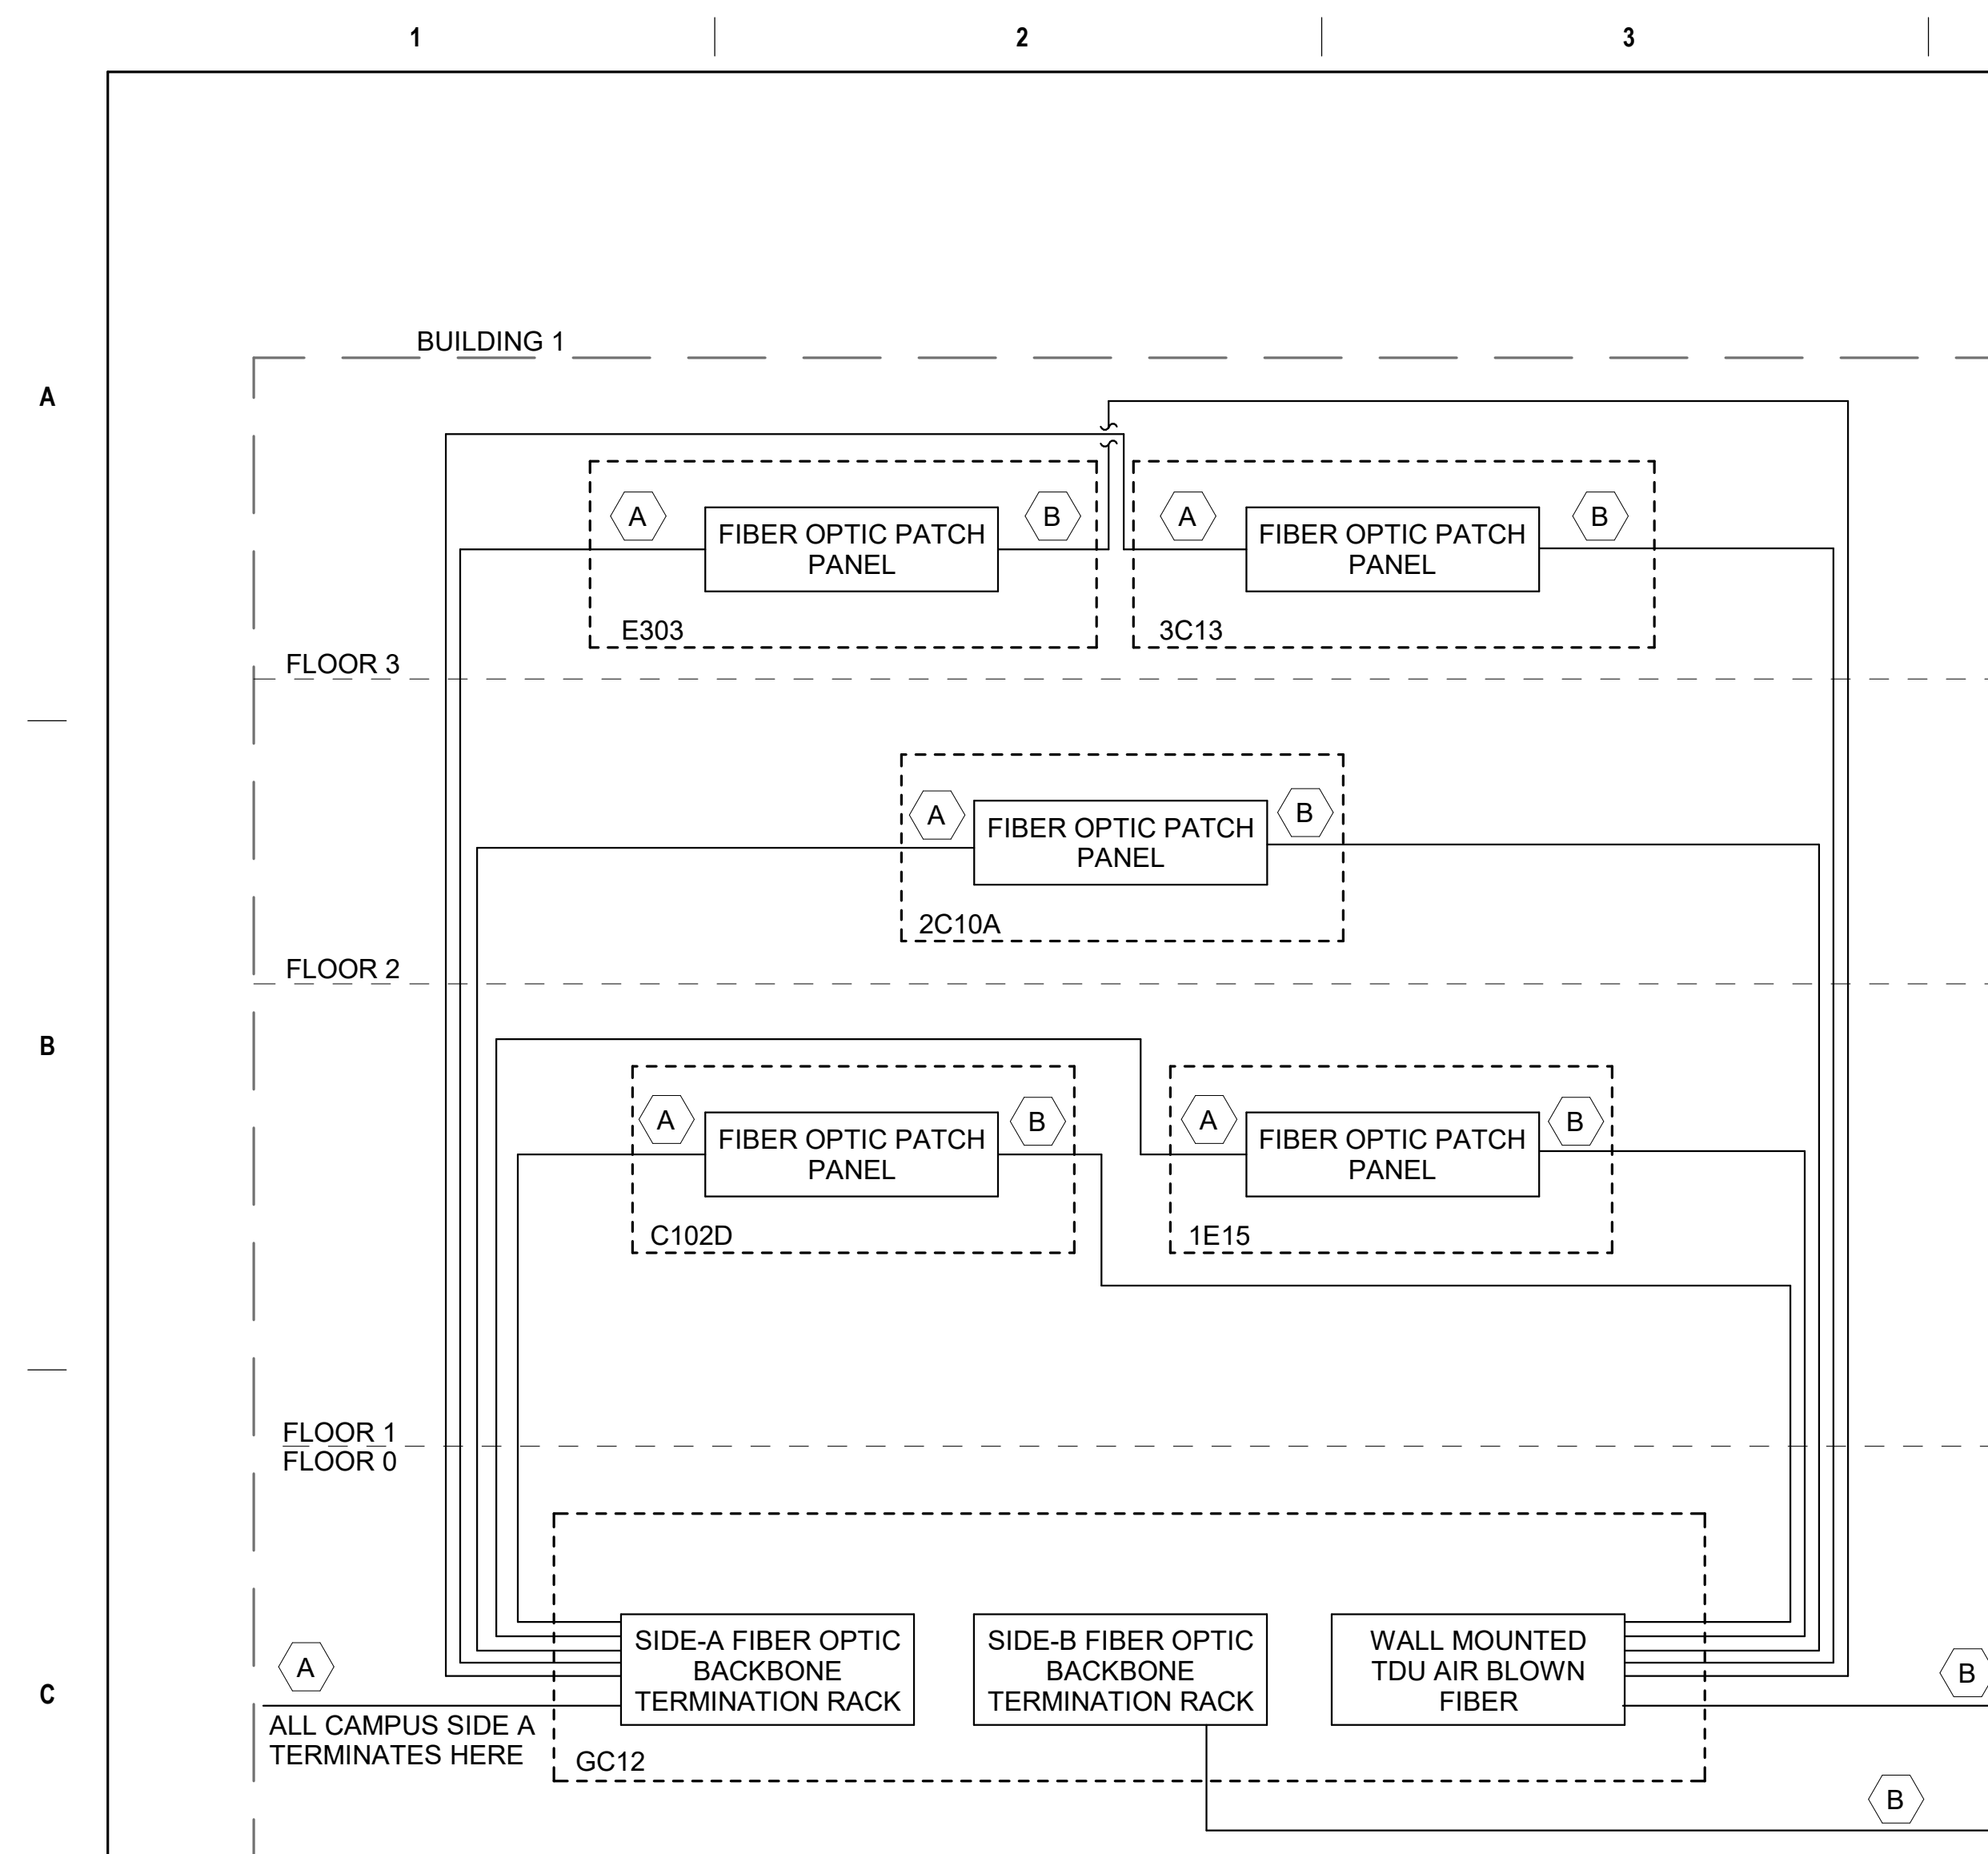 1
2
3
BUILDING 1
A
A
FIBER OPTIC PATCH
PANEL
B
E303
A
FIBER OPTIC PATCH
PANEL
B
3C13
FLOOR 3
A
FIBER OPTIC PATCH
PANEL
B
2C10A
FLOOR 2
B
A
FIBER OPTIC PATCH
PANEL
B
C102D
A
FIBER OPTIC PATCH
PANEL
B
1E15
FLOOR 1
FLOOR 0
C
A
ALL CAMPUS SIDE A
TERMINATES HERE
SIDE-A FIBER OPTIC
BACKBONE
TERMINATION RACK
SIDE-B FIBER OPTIC
BACKBONE
TERMINATION RACK
WALL MOUNTED
TDU AIR BLOWN
FIBER
B
GC12
B